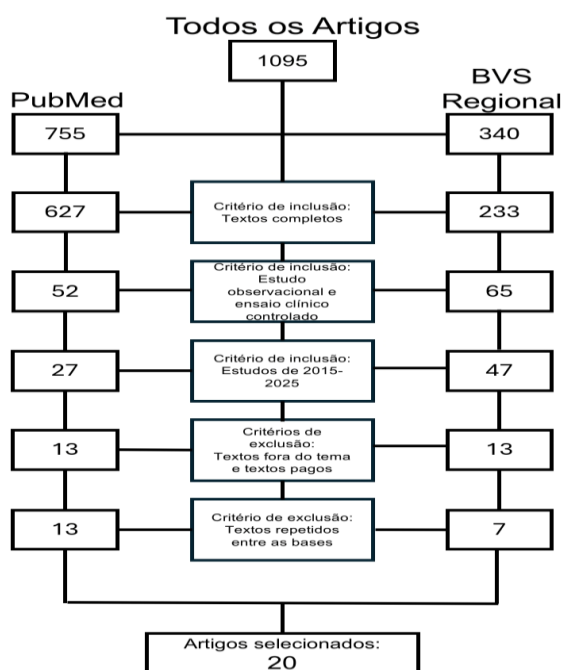 Todos os Artigos
1095
PubMed
BVS
Regional
755
340
627
Critério de inclusão:
Textos completos
233
52
Critério de inclusão:
Estudo
observacional e
ensaio clínico
controlado
65
27
Critério de inclusão:
Estudos de 2015-
2025
47
13
Critérios de
exclusão:
Textos fora do tema
e textos pagos
13
13
Critério de exclusão:
Textos repetidos
entre as bases
7
Artigos selecionados:
20